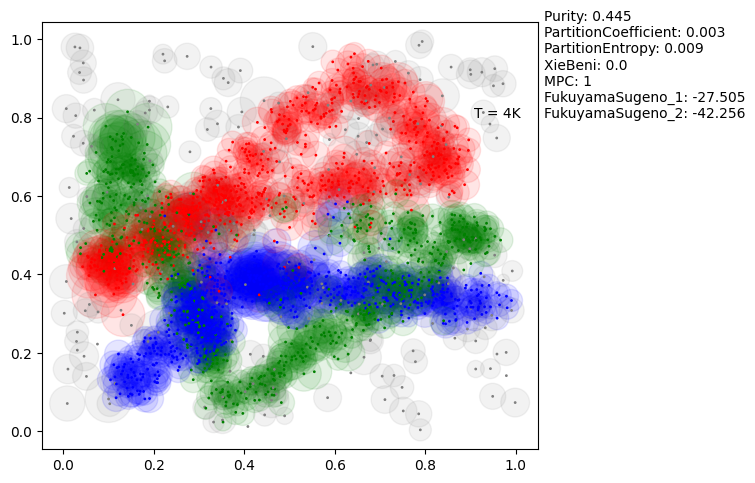 Purity: 0.445
PartitionCoefficient: 0.003
PartitionEntropy: 0.009
XieBeni: 0.0
MPC: 1
FukuyamaSugeno_1: -27.505
FukuyamaSugeno_2: -42.256
T = 4K
1.0
0.8
0.6
0.4
0.2
0.0
0.0 0.2 0.4 0.6 0.8 1.0